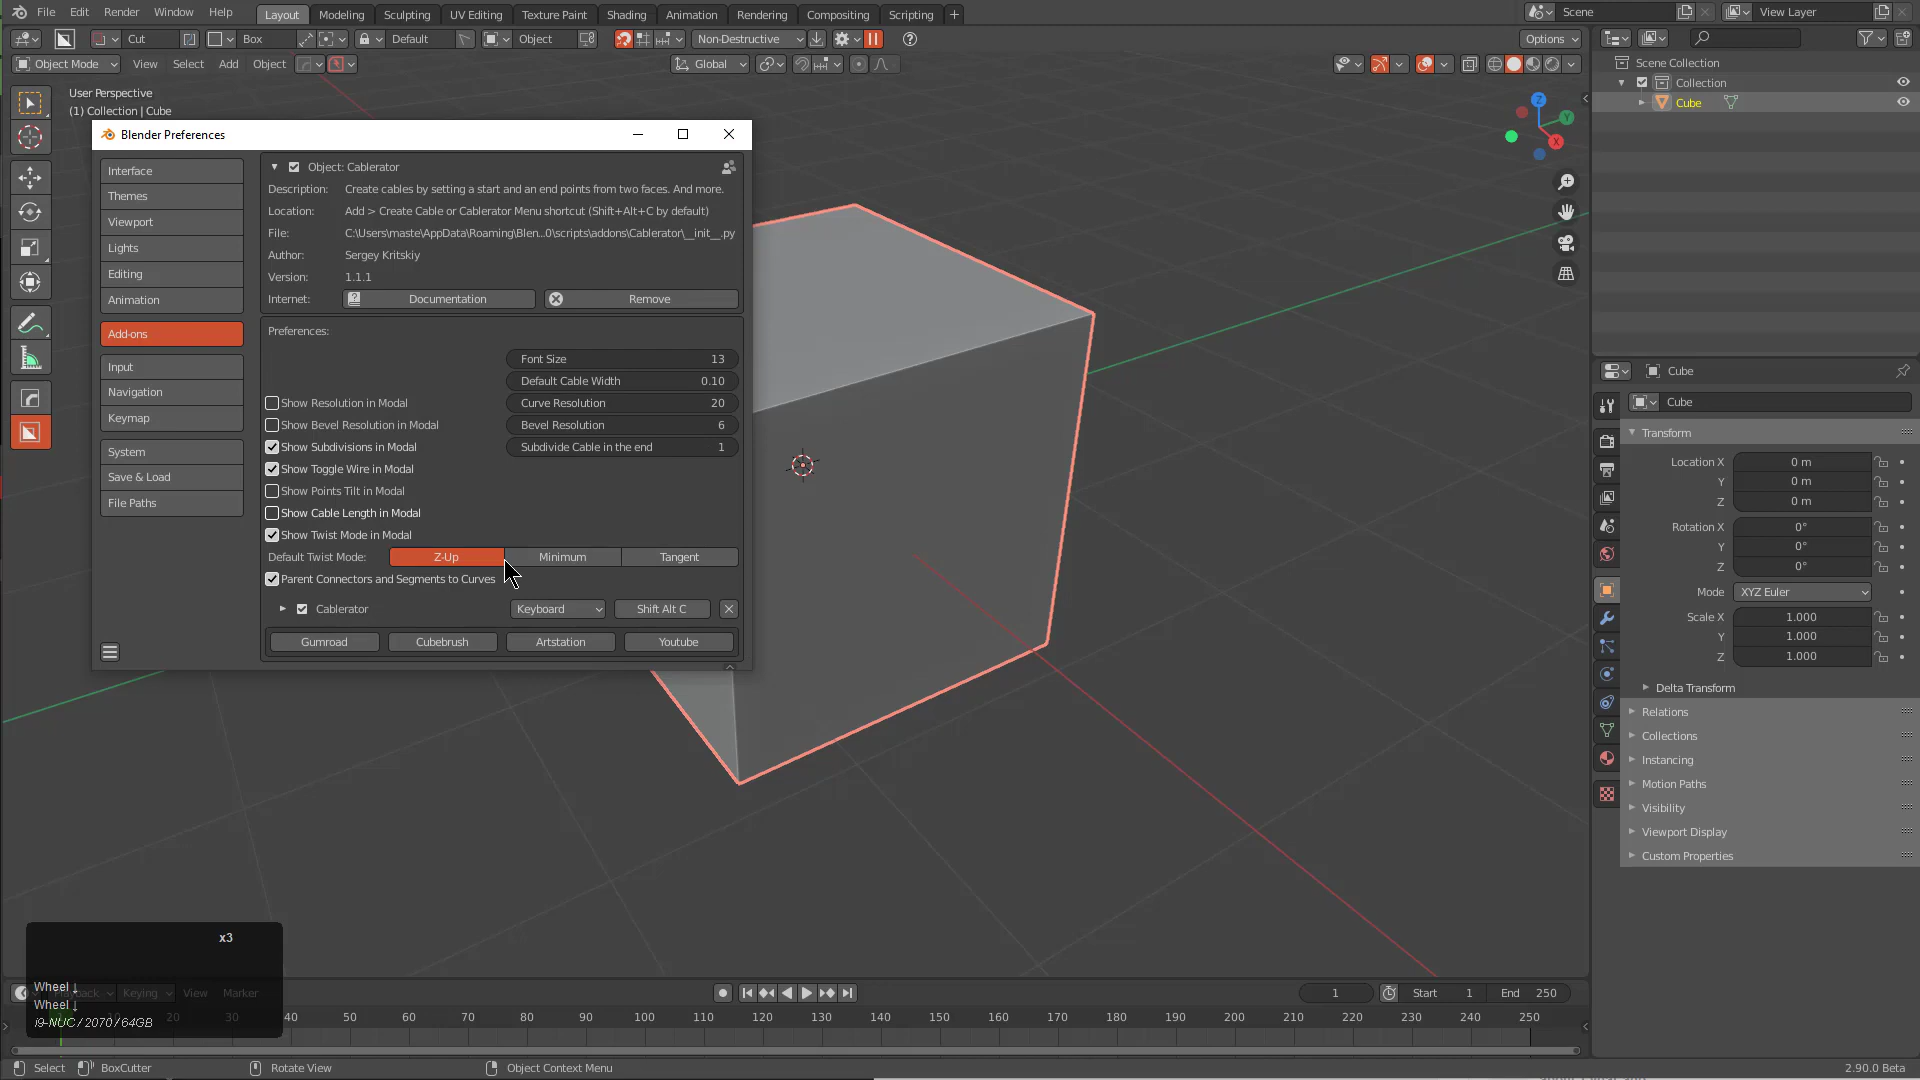 File Edit Render Window Help Layout Modeling Sculpting UV Editing Texture Paint Shading Animation Rendering Compositing Scripting + Scene View Layer
Cut Box Default Object Non-Destructive Options
Object Mode View Select Add Object Global
User Perspective
(1) Collection | Cube
Blender Preferences
Interface
Themes
Viewport
Lights
Editing
Animation
Add-ons
Input
Navigation
Keymap
System
Save & Load
File Paths
Object: Cablerator
Description: Create cables by setting a start and an end points from two faces. And more.
Location: Add > Create Cable or Cablerator Menu shortcut (Shift+Alt+C by default)
File: C:\Users\maste\AppData\Roaming\Blen...0\scripts\addons\Cablerator\__init__.py
Author: Sergey Kritskiy
Version: 1.1.1
Internet: Documentation Remove
Preferences:
Font Size 13
Default Cable Width 0.10
Show Resolution in Modal Curve Resolution 20
Show Bevel Resolution in Modal Bevel Resolution 6
Show Subdivisions in Modal Subdivide Cable in the end 1
Show Toggle Wire in Modal
Show Points Tilt in Modal
Show Cable Length in Modal
Show Twist Mode in Modal
Default Twist Mode: Z-Up Minimum Tangent
Parent Connectors and Segments to Curves
Cablerator Keyboard Shift Alt C
Gumroad Cubebrush Artstation Youtube
Z
Y
X
Scene Collection
Collection
Cube
Cube
Cube
Transform
Location X 0 m
Y 0 m
Z 0 m
Rotation X 0°
Y 0°
Z 0°
Mode XYZ Euler
Scale X 1.000
Y 1.000
Z 1.000
Delta Transform
Relations
Collections
Instancing
Motion Paths
Visibility
Viewport Display
Custom Properties
x3
Wheel ↓
Wheel ↓
i9-NUC / 2070 / 64GB
Playback Keying View Marker 1 Start 1 End 250
1 10 20 30 40 50 60 70 80 90 100 110 120 130 140 150 160 170 180 190 200 210 220 230 240 250
Select BoxCutter Rotate View Object Context Menu 2.90.0 Beta